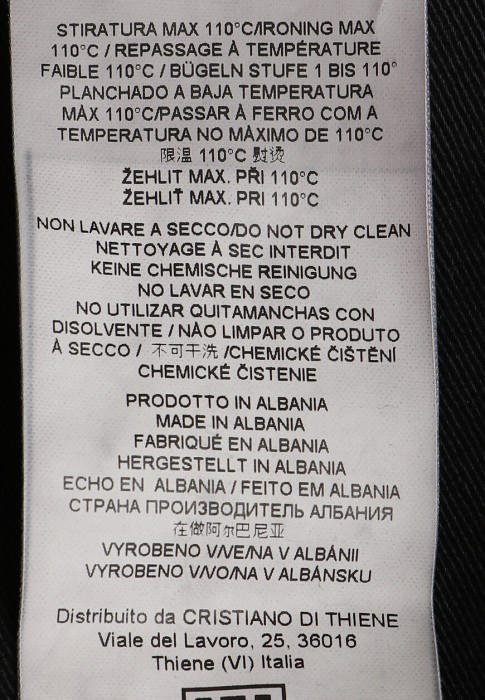 STIRATURA MAX 110°C/IRONING MAX
110°C / REPASSAGE À TEMPÉRATURE
FAIBLE 110°C / BÜGELN STUFE 1 BIS 110°
PLANCHADO A BAJA TEMPERATURA
MÁX 110°C/PASSAR À FERRO COM A
TEMPERATURA NO MÁXIMO DE 110°C
限温 110°C 熨烫
ŽEHLIT MAX. PŘI 110°C
ŽEHLIŤ MAX. PRI 110°C
NON LAVARE A SECCO/DO NOT DRY CLEAN
NETTOYAGE À SEC INTERDIT
KEINE CHEMISCHE REINIGUNG
NO LAVAR EN SECO
NO UTILIZAR QUITAMANCHAS CON
DISOLVENTE / NÃO LIMPAR O PRODUTO
À SECCO / 不可干洗 /CHEMICKÉ ČIŠTĚNÍ
CHEMICKÉ ČISTENIE
PRODOTTO IN ALBANIA
MADE IN ALBANIA
FABRIQUÉ EN ALBANIA
HERGESTELLT IN ALBANIA
ECHO EN ALBANIA / FEITO EM ALBANIA
СТРАНА ПРОИЗВОДИТЕЛЬ АЛБАНИЯ
在做阿尔巴尼亚
VYROBENO V/VE/NA V ALBÁNII
VYROBENO V/VO/NA V ALBÁNSKU
Distribuito da CRISTIANO DI THIENE
Viale del Lavoro, 25, 36016
Thiene (VI) Italia